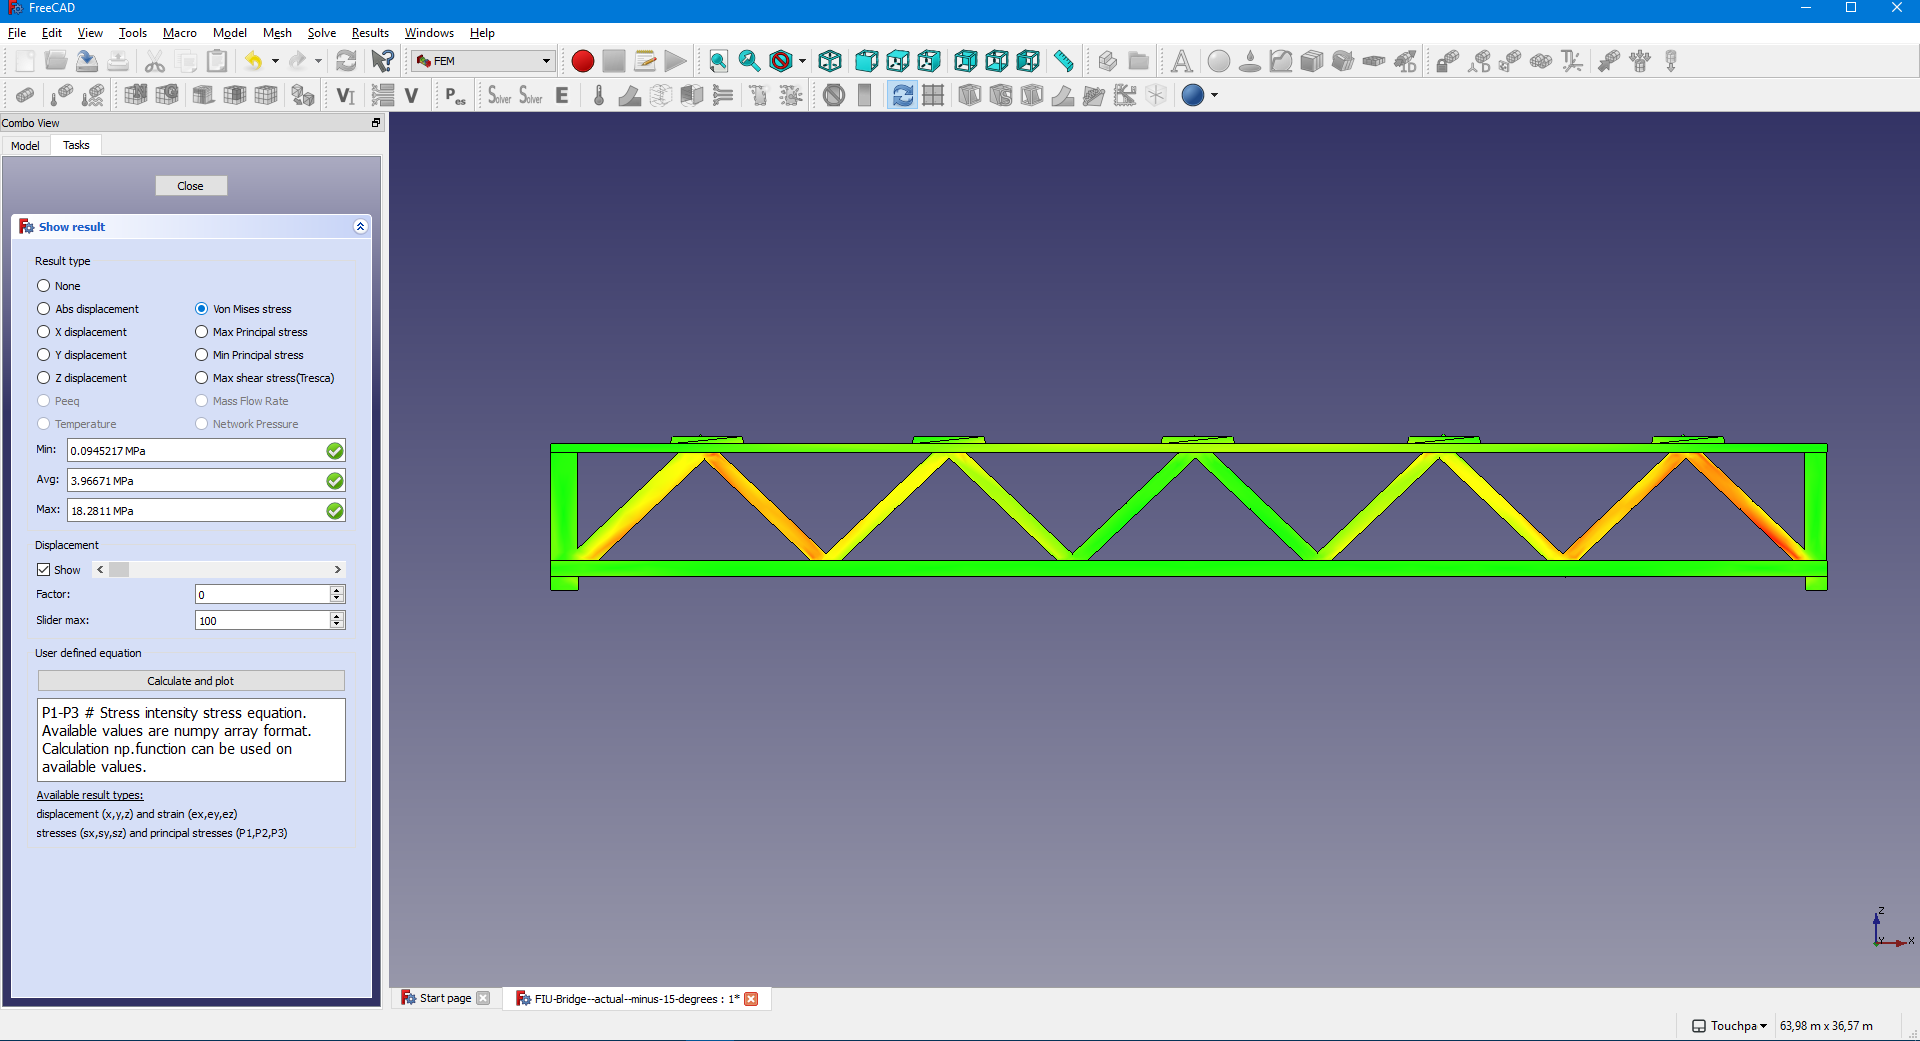 FreeCAD
File Edit View Tools Macro Model Mesh Solve Results Windows Help
FEM
VI V Pes Solver Solver E
Combo View
Model Tasks
Close
Show result
Result type
None
Abs displacement Von Mises stress
X displacement Max Principal stress
Y displacement Min Principal stress
Z displacement Max shear stress(Tresca)
Peeq Mass Flow Rate
Temperature Network Pressure
Min: 0.0945217 MPa
Avg: 3.96671 MPa
Max: 18.2811 MPa
Displacement
Show
Factor: 0
Slider max: 100
User defined equation
Calculate and plot
P1-P3 # Stress intensity stress equation.
Available values are numpy array format.
Calculation np.function can be used on
available values.
Available result types:
displacement (x,y,z) and strain (ex,ey,ez)
stresses (sx,sy,sz) and principal stresses (P1,P2,P3)
Z
Y X
Start page FIU-Bridge--actual--minus-15-degrees : 1*
Touchpa 63,98 m x 36,57 m